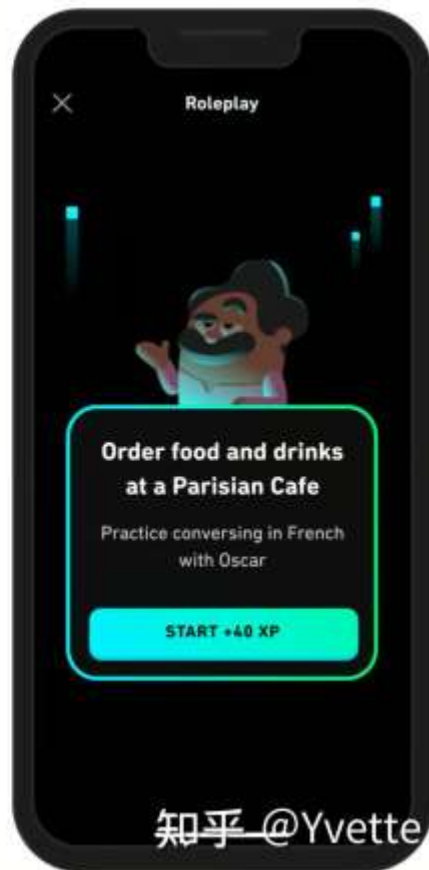 Roleplay
Order food and drinks
at a Parisian Cafe
Practice conversing in French
with Oscar
START +40 XP
知乎 @Yvette